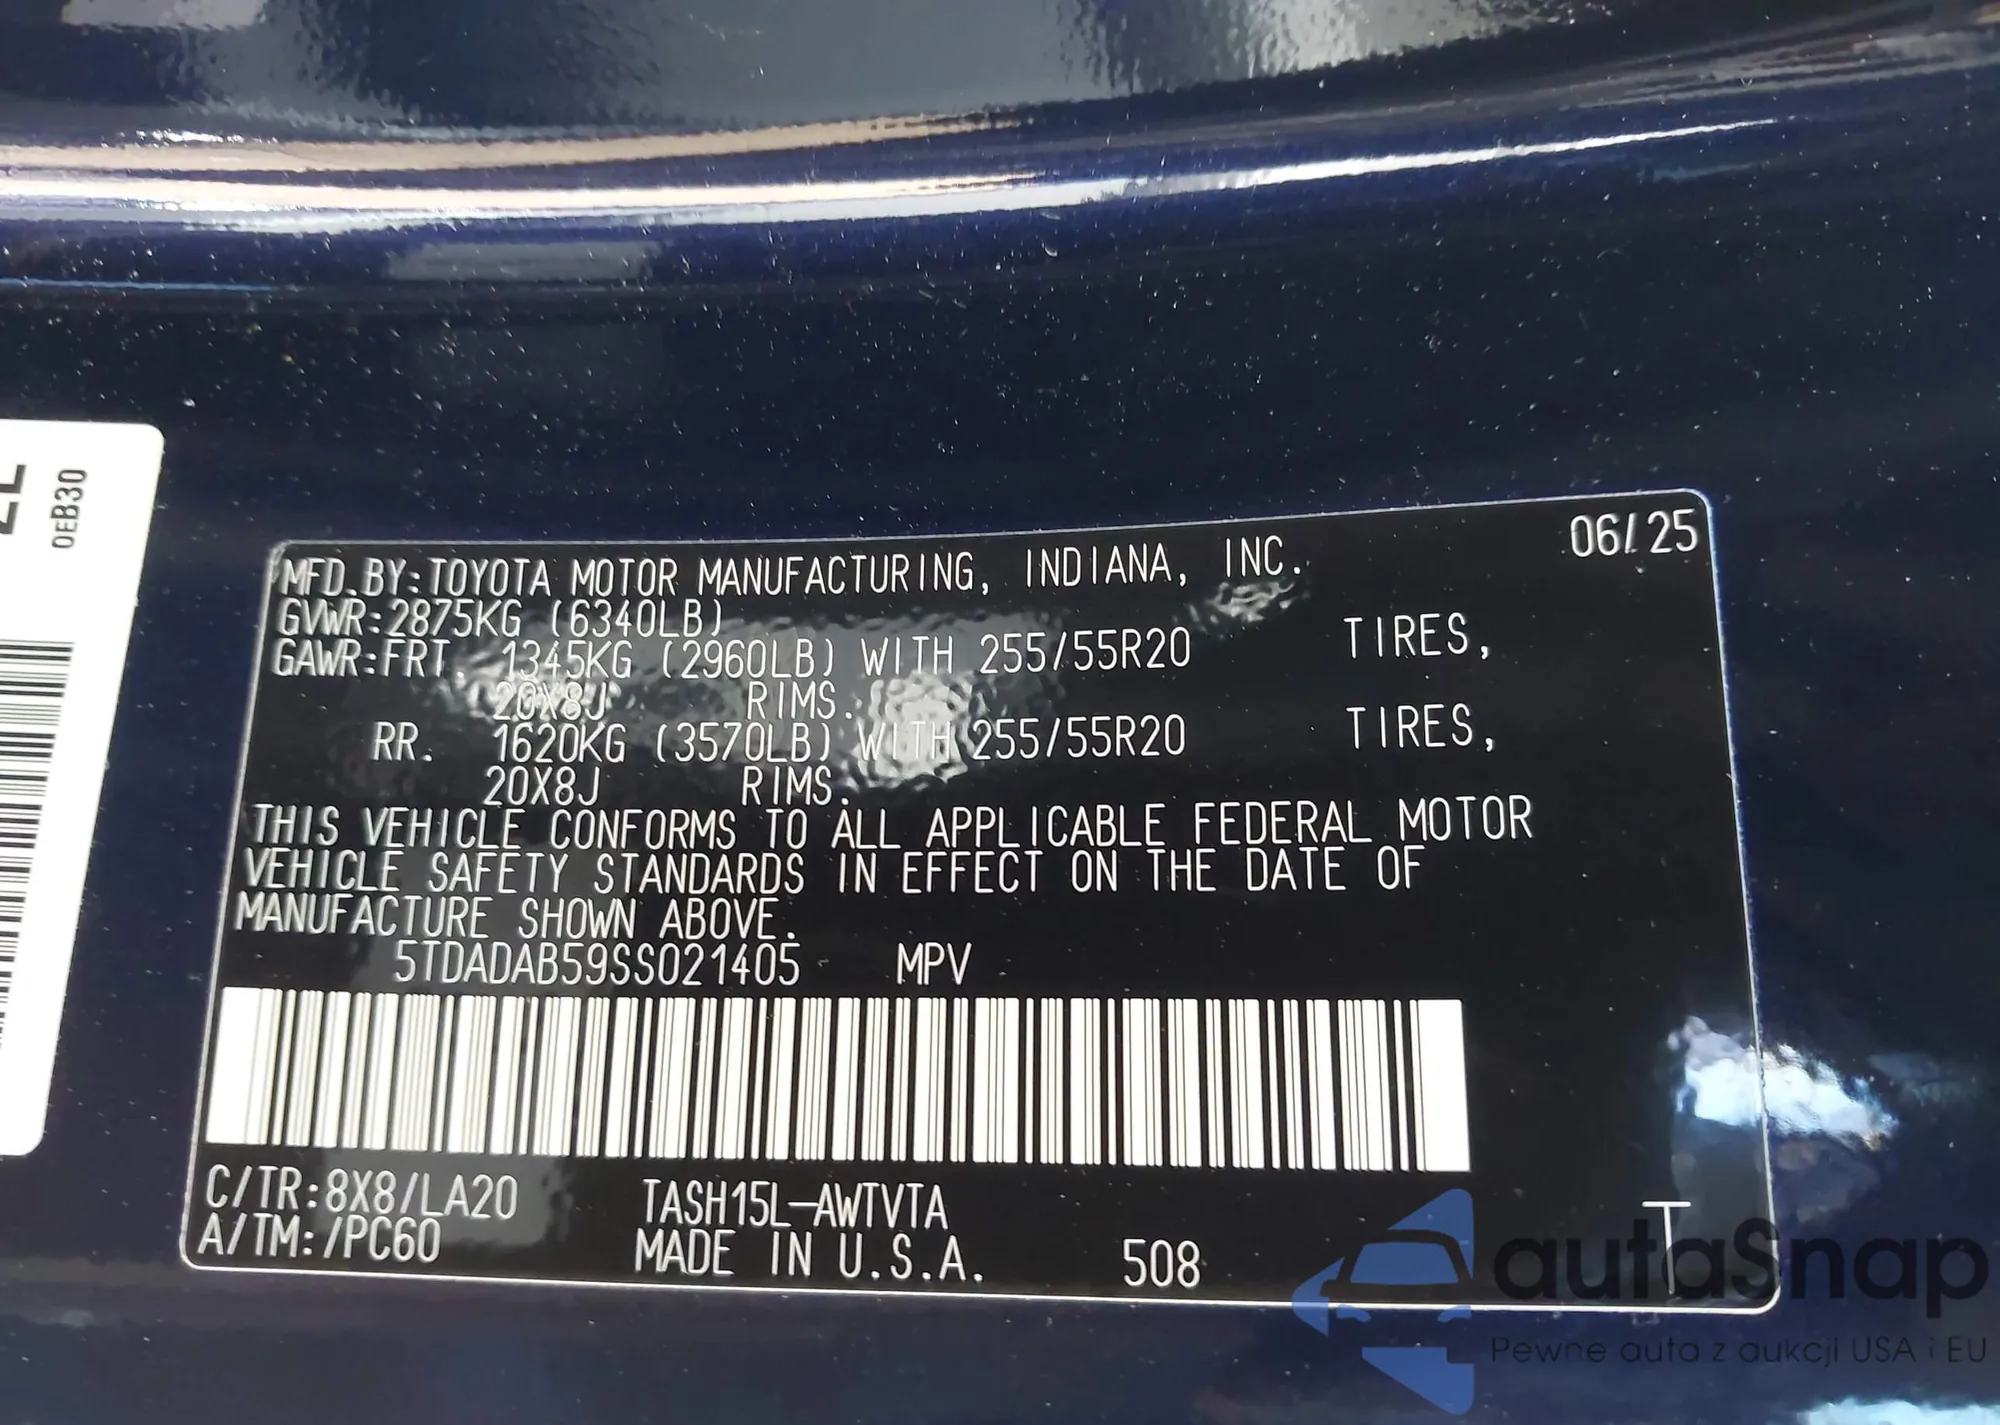 0EB30
06/25
MFD.BY:TOYOTA MOTOR MANUFACTURING, INDIANA, INC.
GVWR:2875KG (6340LB)
GAWR:FRT. 1345KG (2960LB) WITH 255/55R20 TIRES,
20X8J RIMS.
RR. 1620KG (3570LB) WITH 255/55R20 TIRES,
20X8J RIMS.
THIS VEHICLE CONFORMS TO ALL APPLICABLE FEDERAL MOTOR
VEHICLE SAFETY STANDARDS IN EFFECT ON THE DATE OF
MANUFACTURE SHOWN ABOVE.
5TDADAB59SS021405 MPV
C/TR:8X8/LA20 TASH15L-AWTVTA T
A/TM:/PC60 MADE IN U.S.A. 508
autaSnap
Pewne auta z aukcji USA i EU